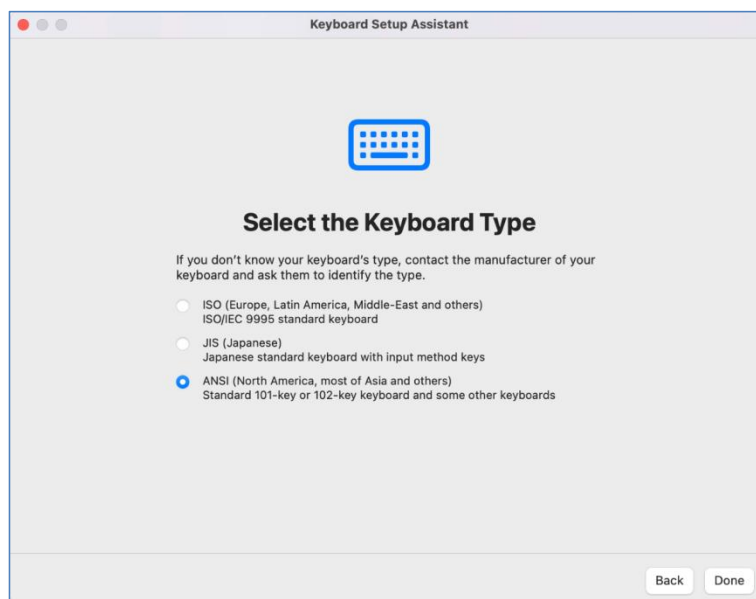 Keyboard Setup Assistant
Select the Keyboard Type
If you don’t know your keyboard’s type, contact the manufacturer of your
keyboard and ask them to identify the type.
ISO (Europe, Latin America, Middle-East and others)
ISO/IEC 9995 standard keyboard
JIS (Japanese)
Japanese standard keyboard with input method keys
ANSI (North America, most of Asia and others)
Standard 101-key or 102-key keyboard and some other keyboards
Back Done